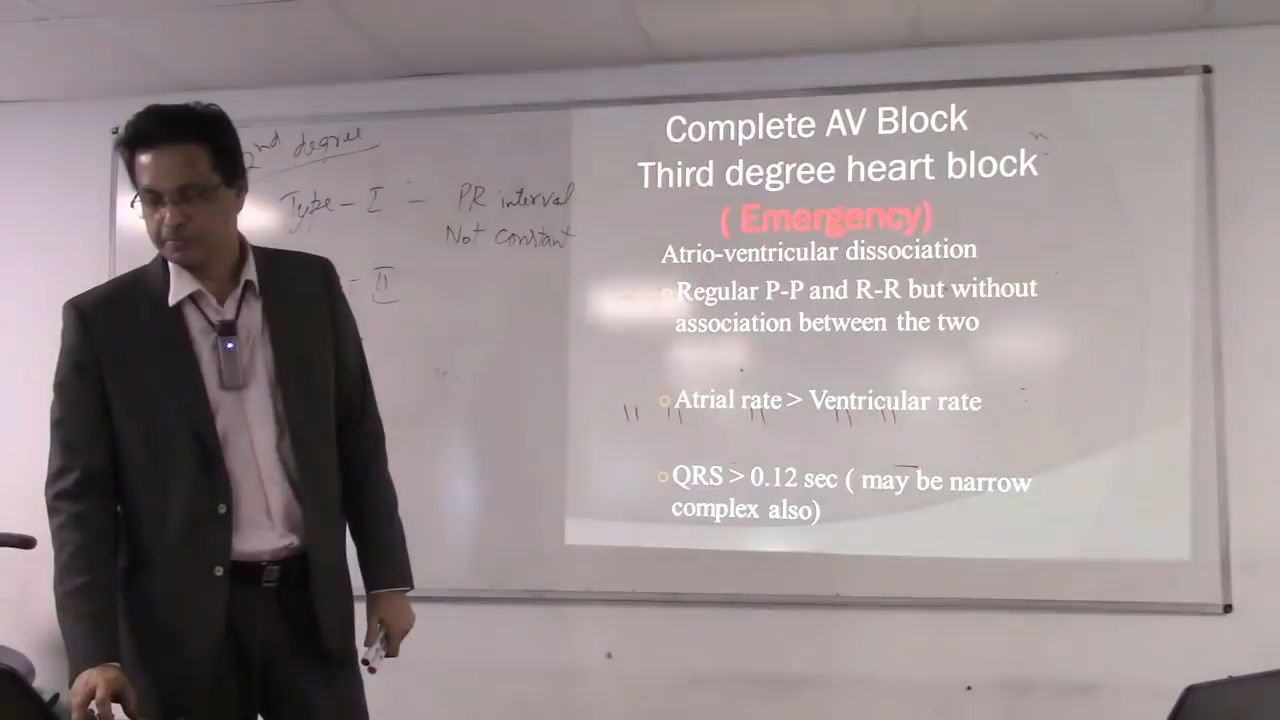 2nd degree
Type - I - PR interval
Not constant
- II
Complete AV Block
Third degree heart block
( Emergency)
Atrio-ventricular dissociation
Regular P-P and R-R but without
association between the two
Atrial rate > Ventricular rate
QRS > 0.12 sec ( may be narrow
complex also)